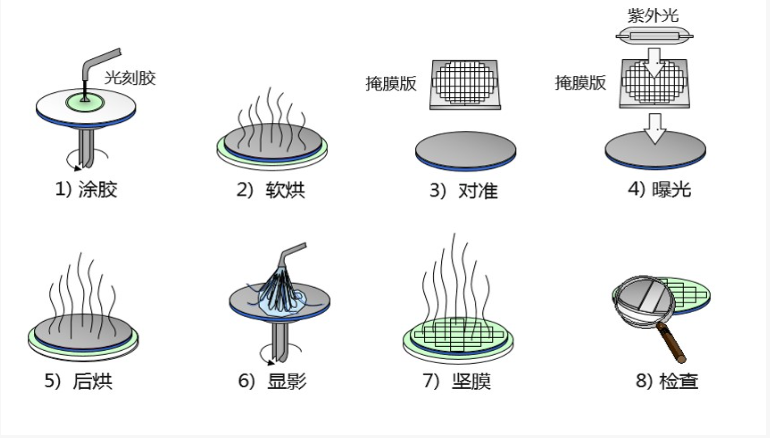 紫外光
光刻胶
掩膜版
掩膜版
1) 涂胶
2) 软烘
3) 对准
4) 曝光
5) 后烘
6) 显影
7) 坚膜
8) 检查